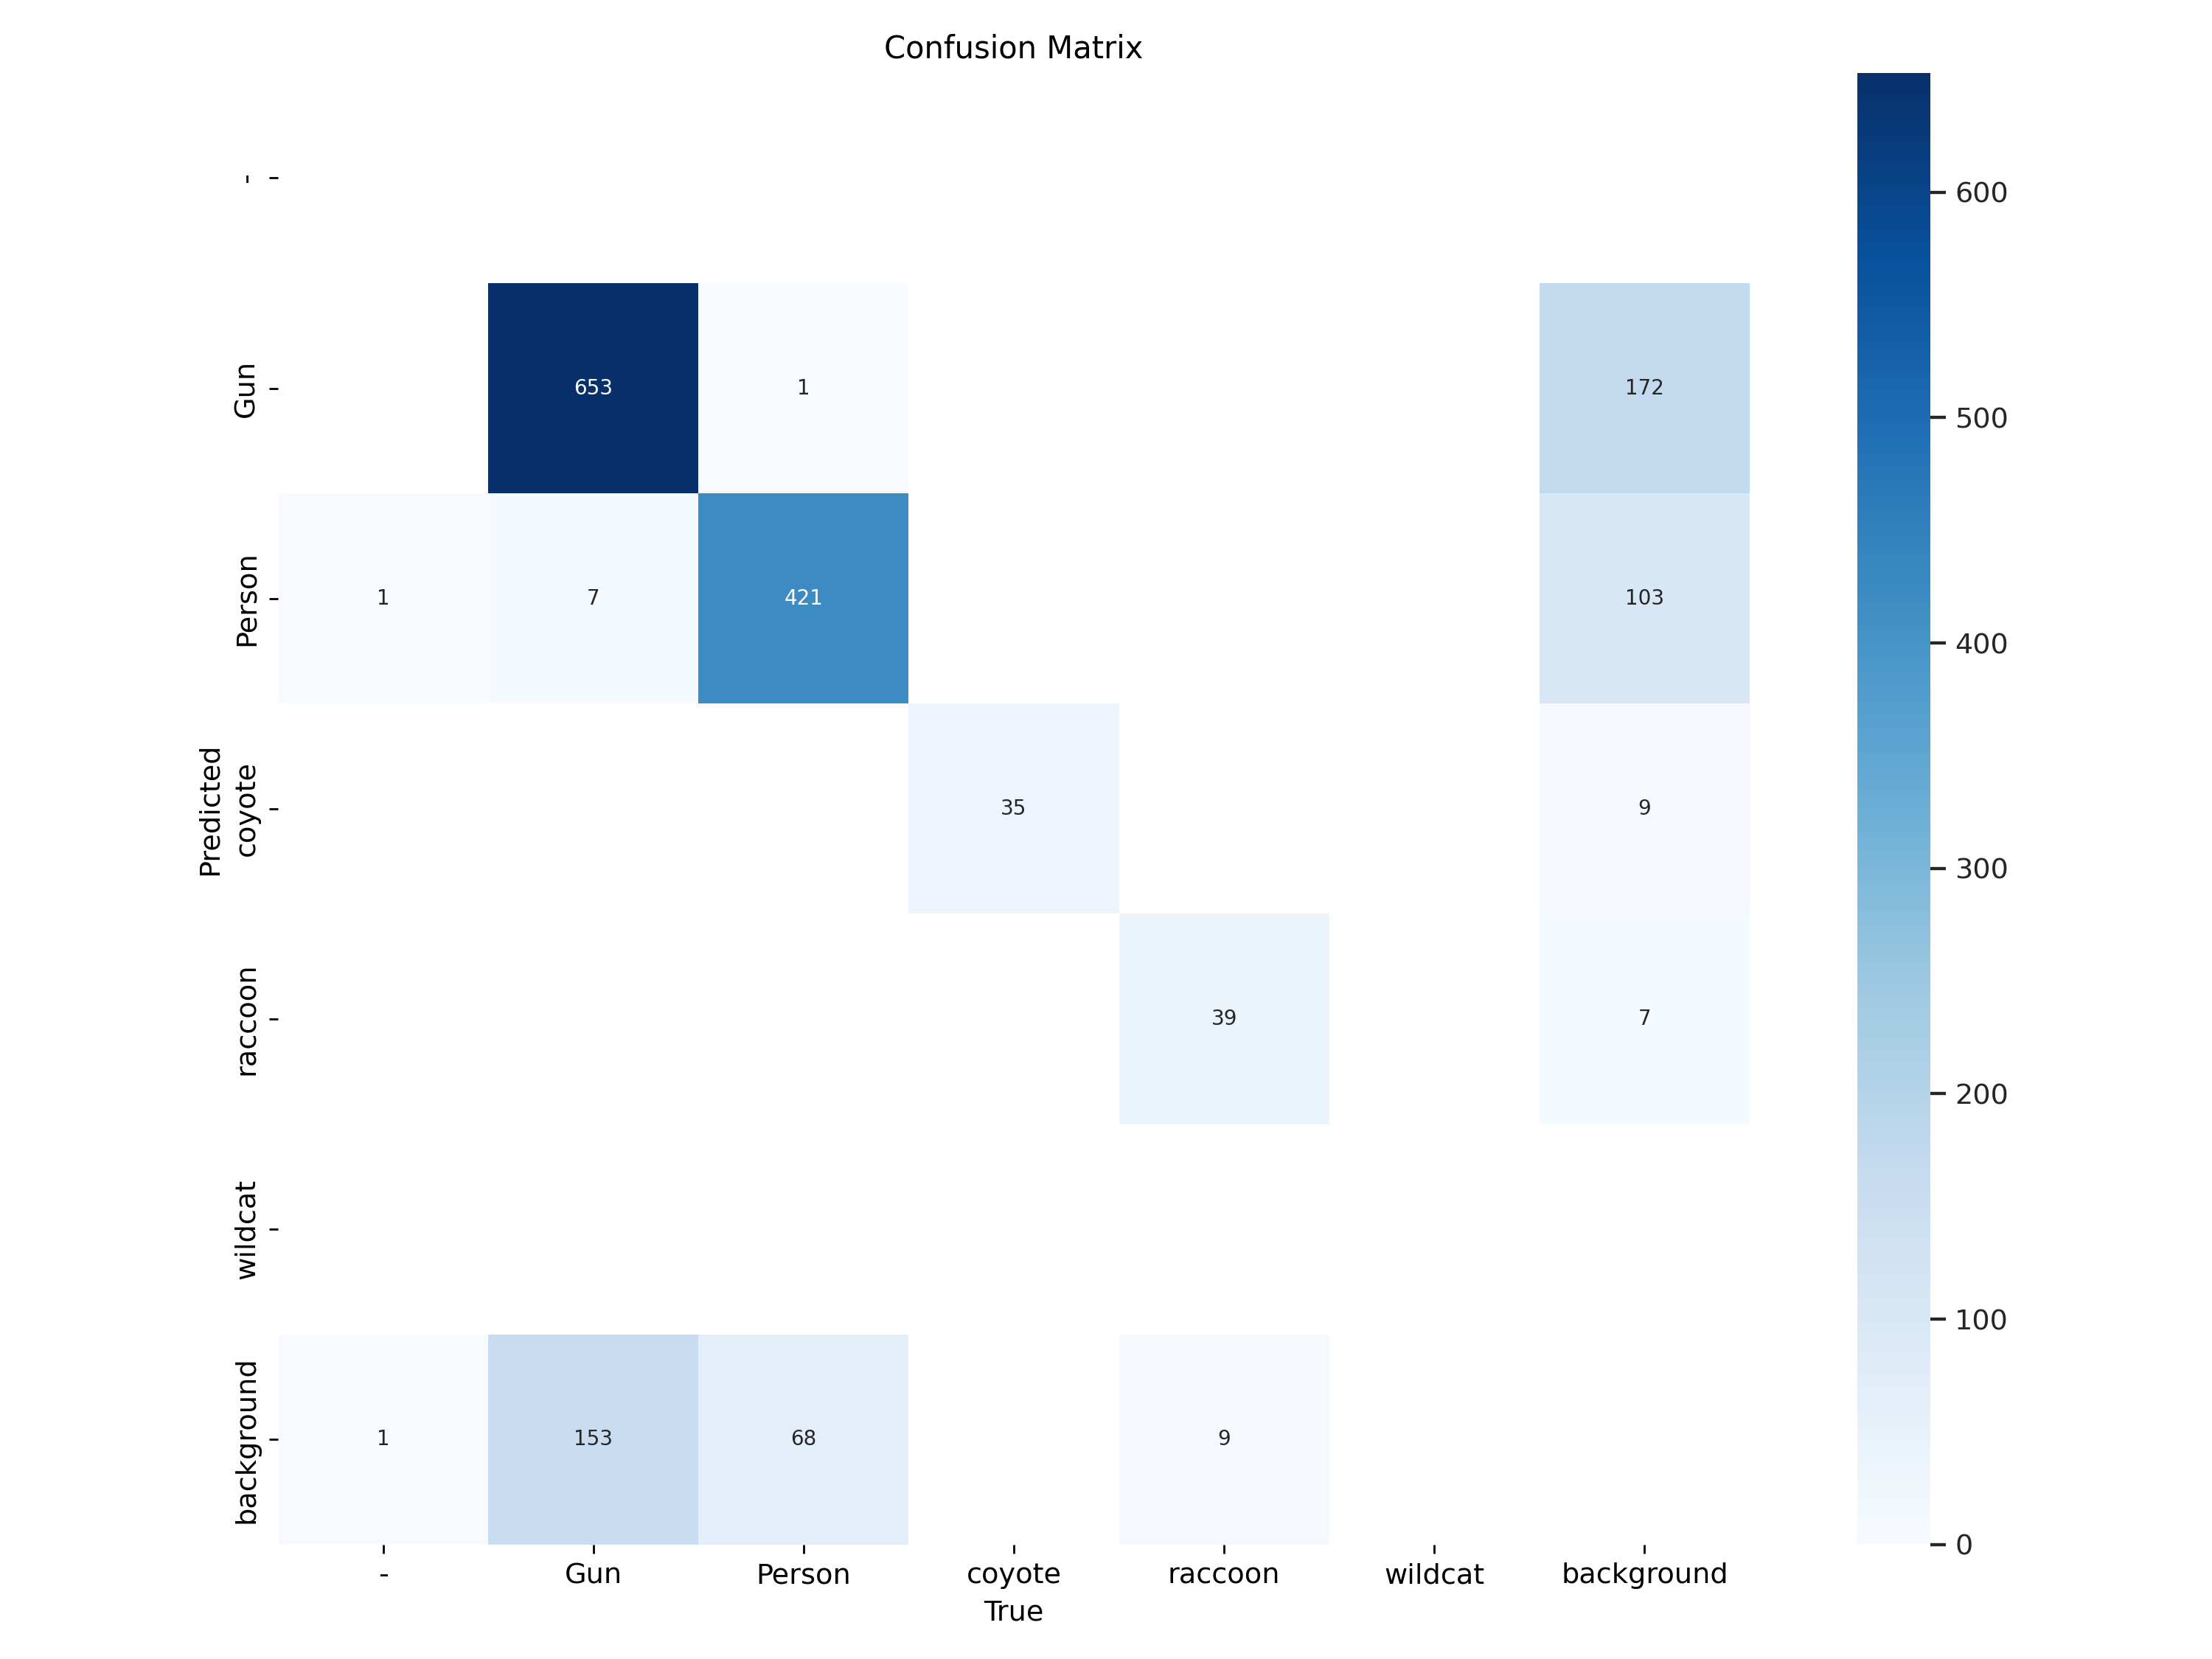 Confusion Matrix
-
Gun
653
1
172
600
500
Person
1
7
421
103
400
Predicted
coyote
35
9
300
raccoon
39
7
200
wildcat
100
background
1
153
68
9
0
-
Gun
Person
coyote
raccoon
wildcat
background
True